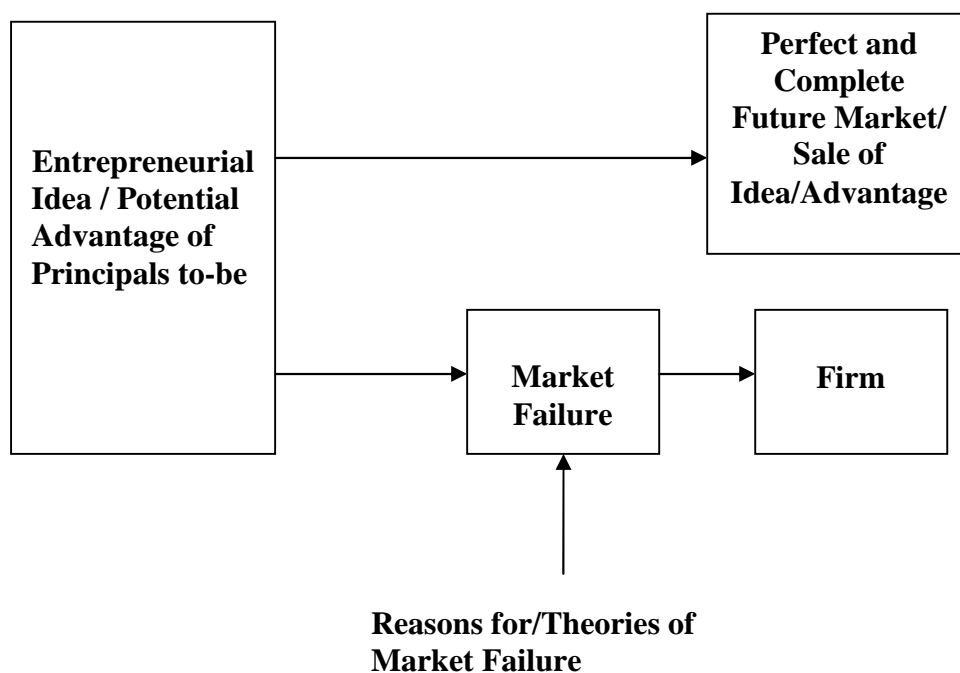 Entrepreneurial
Idea / Potential
Advantage of
Principals to-be
Perfect and
Complete
Future Market/
Sale of
Idea/Advantage
Market
Failure
Firm
Reasons for/Theories of
Market Failure